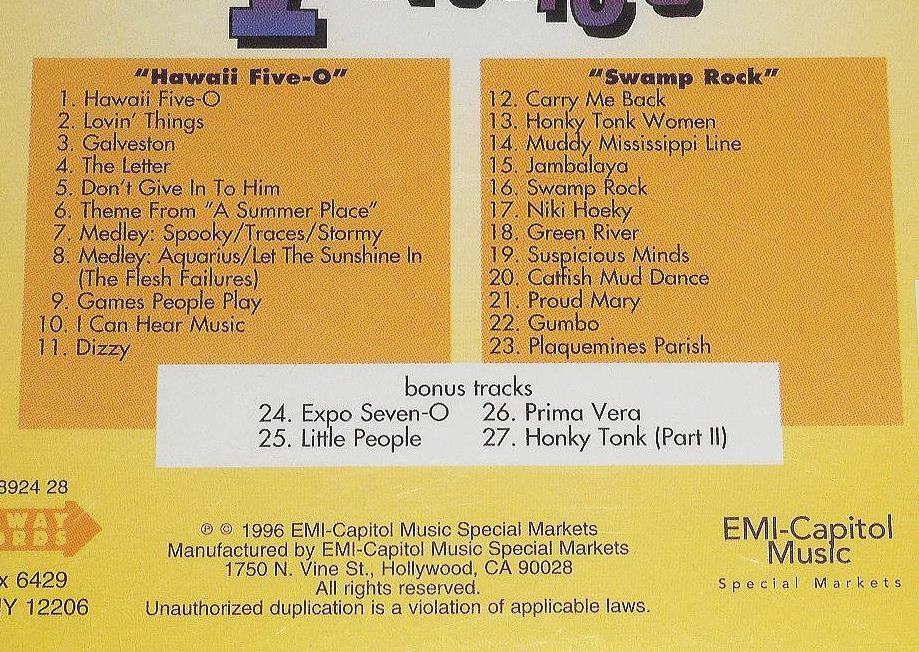 "Hawaii Five-O"
1. Hawaii Five-O
2. Lovin' Things
3. Galveston
4. The Letter
5. Don't Give In To Him
6. Theme From "A Summer Place"
7. Medley: Spooky/Traces/Stormy
8. Medley: Aquarius/Let The Sunshine In
(The Flesh Failures)
9. Games People Play
10. I Can Hear Music
11. Dizzy
"Swamp Rock"
12. Carry Me Back
13. Honky Tonk Women
14. Muddy Mississippi Line
15. Jambalaya
16. Swamp Rock
17. Niki Hoeky
18. Green River
19. Suspicious Minds
20. Catfish Mud Dance
21. Proud Mary
22. Gumbo
23. Plaquemines Parish
bonus tracks
24. Expo Seven-O
25. Little People
26. Prima Vera
27. Honky Tonk (Part II)
8924 28
WAY
ORDS
x 6429
Y 12206
℗ © 1996 EMI-Capitol Music Special Markets
Manufactured by EMI-Capitol Music Special Markets
1750 N. Vine St., Hollywood, CA 90028
All rights reserved.
Unauthorized duplication is a violation of applicable laws.
EMI-Capitol
Music
Special Markets